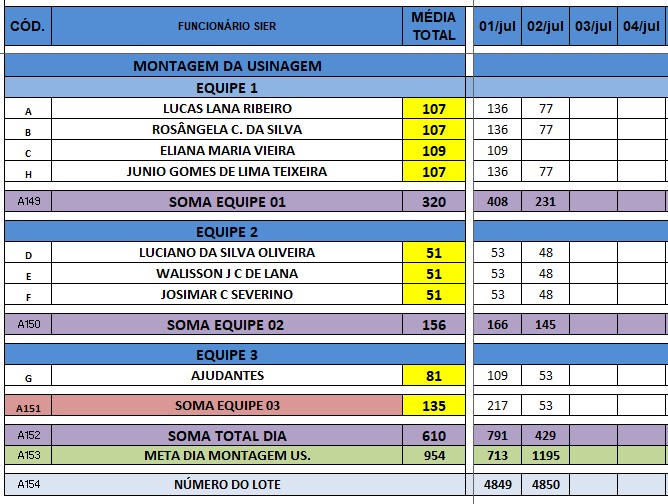 CÓD. FUNCIONÁRIO SIER MÉDIA TOTAL 01/jul 02/jul 03/jul 04/jul
MONTAGEM DA USINAGEM
EQUIPE 1
A LUCAS LANA RIBEIRO 107 136 77
B ROSÂNGELA C. DA SILVA 107 136 77
C ELIANA MARIA VIEIRA 109 109
H JUNIO GOMES DE LIMA TEIXEIRA 107 136 77
A149 SOMA EQUIPE 01 320 408 231
EQUIPE 2
D LUCIANO DA SILVA OLIVEIRA 51 53 48
E WALISSON J C DE LANA 51 53 48
F JOSIMAR C SEVERINO 51 53 48
A150 SOMA EQUIPE 02 156 166 145
EQUIPE 3
G AJUDANTES 81 109 53
A151 SOMA EQUIPE 03 135 217 53
A152 SOMA TOTAL DIA 610 791 429
A153 META DIA MONTAGEM US. 954 713 1195
A154 NÚMERO DO LOTE 4849 4850